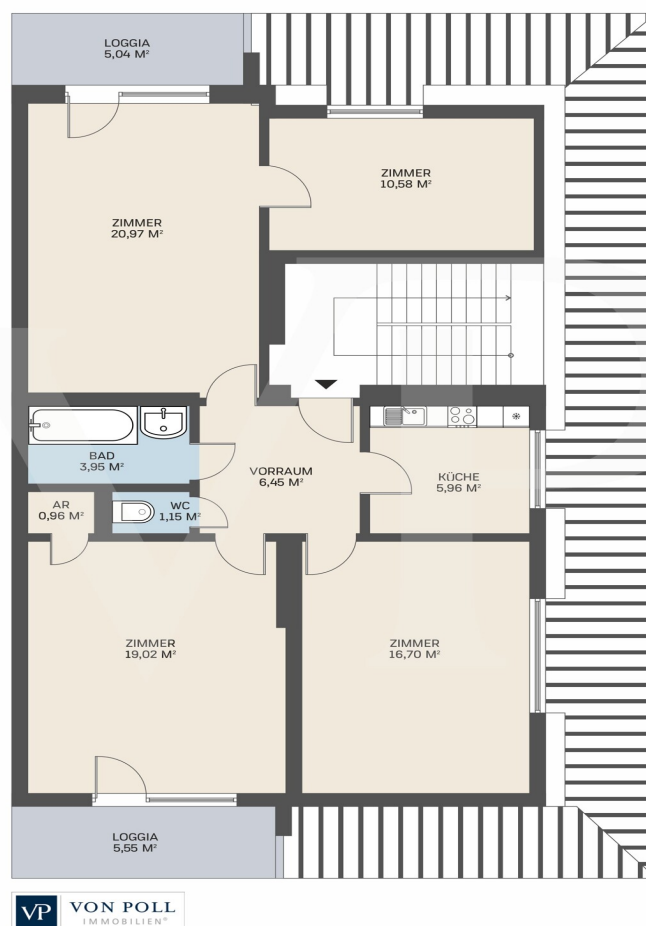 LOGGIA
5,04 M²
ZIMMER
10,58 M²
ZIMMER
20,97 M²
BAD
3,95 M²
VORRAUM
6,45 M²
KÜCHE
5,96 M²
AR
0,96 M²
WC
1,15 M²
ZIMMER
19,02 M²
ZIMMER
16,70 M²
LOGGIA
5,55 M²
VP
VON POLL
IMMOBILIEN®